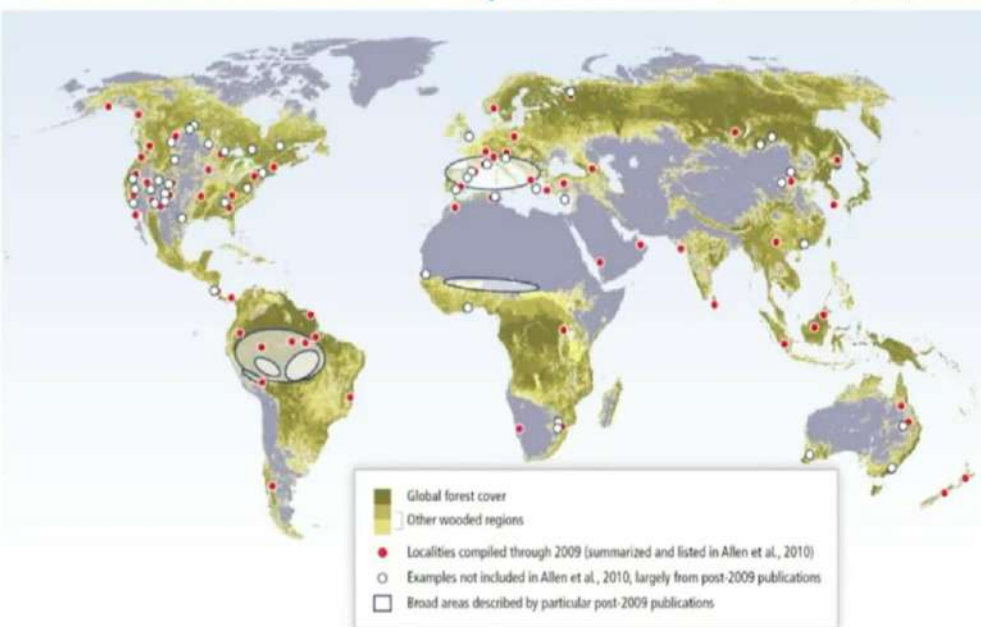 Global forest cover
Other wooded regions
Localities compiled through 2009 (summarized and listed in Allen et al., 2010)
Examples not included in Allen et al., 2010, largely from post-2009 publications
Broad areas described by particular post-2009 publications